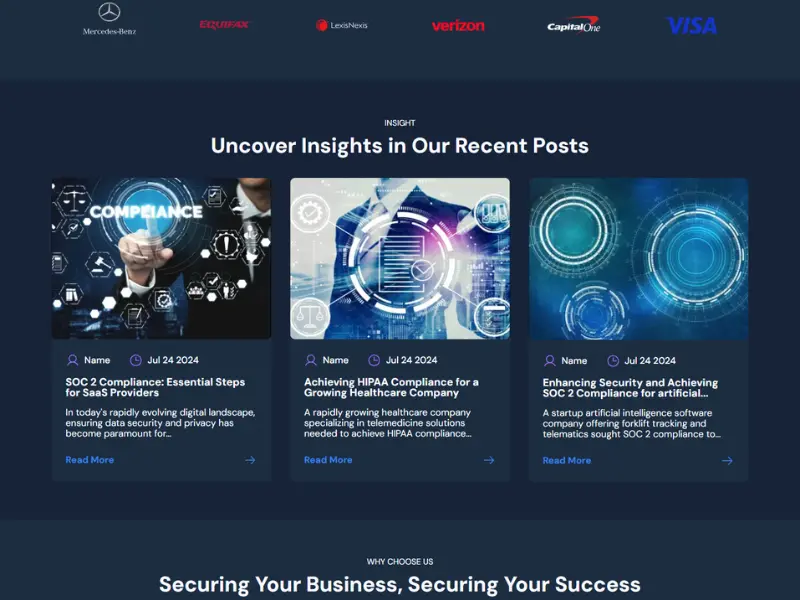 Mercedes-Benz
EQUIFAX
LexisNexis
verizon
Capital One
VISA
INSIGHT
Uncover Insights in Our Recent Posts
COMPLIANCE
Name
Jul 24 2024
SOC 2 Compliance: Essential Steps
for SaaS Providers
In today's rapidly evolving digital landscape,
ensuring data security and privacy has
become paramount for...
Read More
Name
Jul 24 2024
Achieving HIPAA Compliance for a
Growing Healthcare Company
A rapidly growing healthcare company
specializing in telemedicine solutions
needed to achieve HIPAA compliance...
Read More
Name
Jul 24 2024
Enhancing Security and Achieving
SOC 2 Compliance for artificial...
A startup artificial intelligence software
company offering forklift tracking and
telematics sought SOC 2 compliance to...
Read More
WHY CHOOSE US
Securing Your Business, Securing Your Success